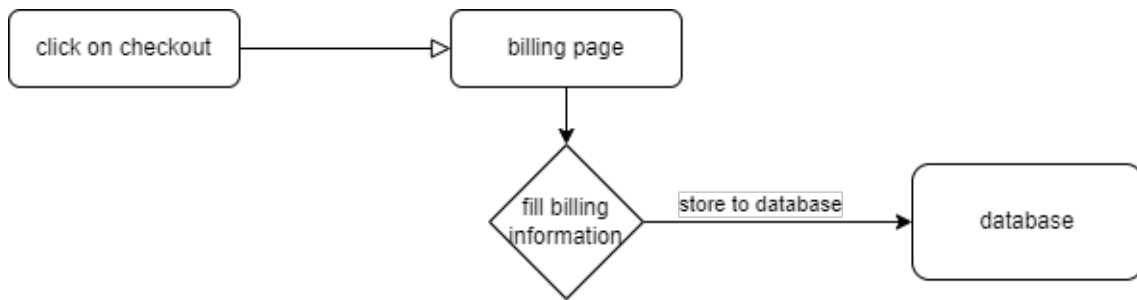 click on checkout
billing page
fill billing
information
store to database
database